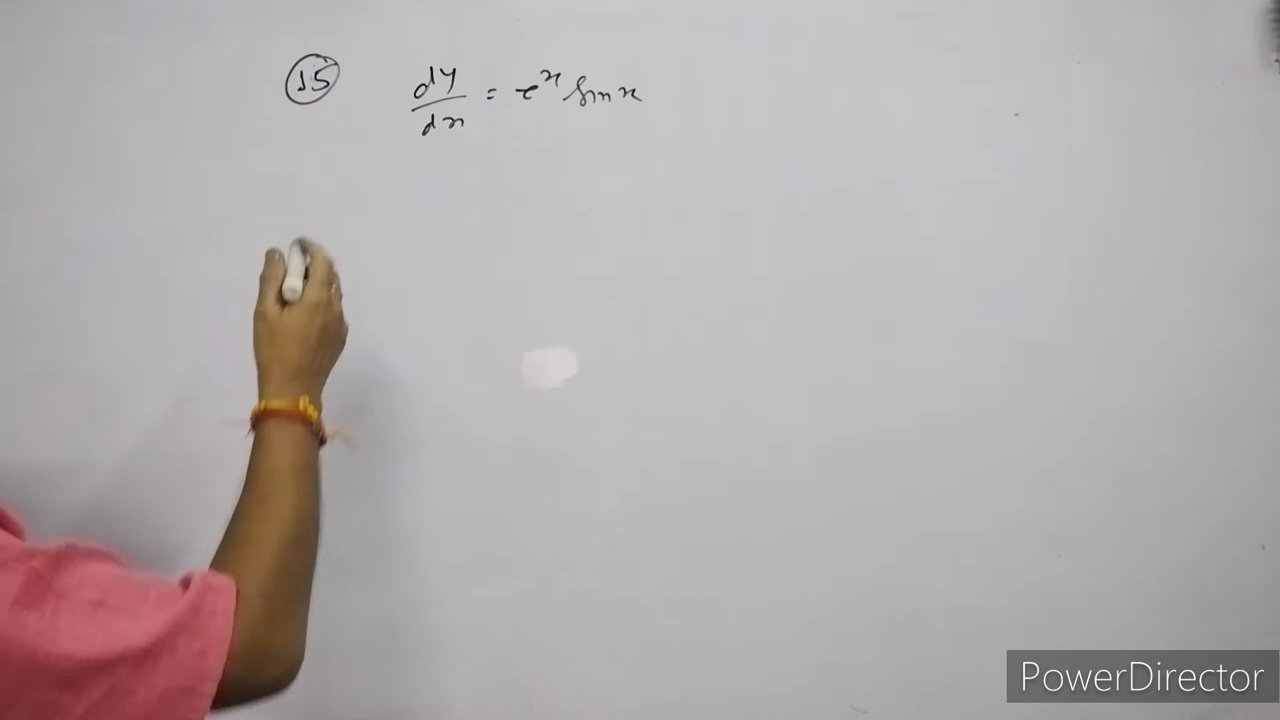 15 dy/dx = e^x sin x
PowerDirector